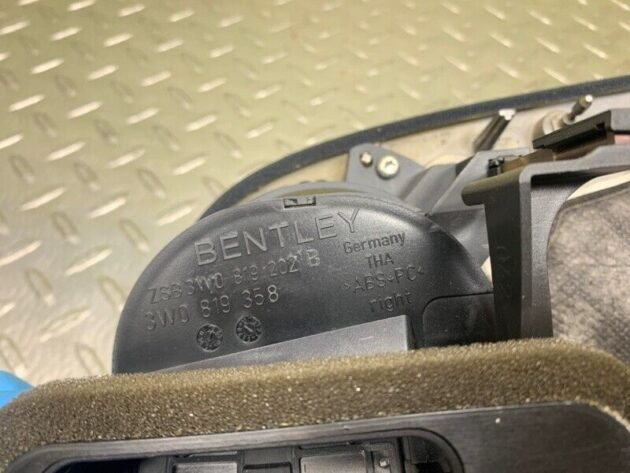 BENTLEY
ZSB 3W0 819 202 B
3W0 819 358
Germany
THA
>ABS+PC<
right